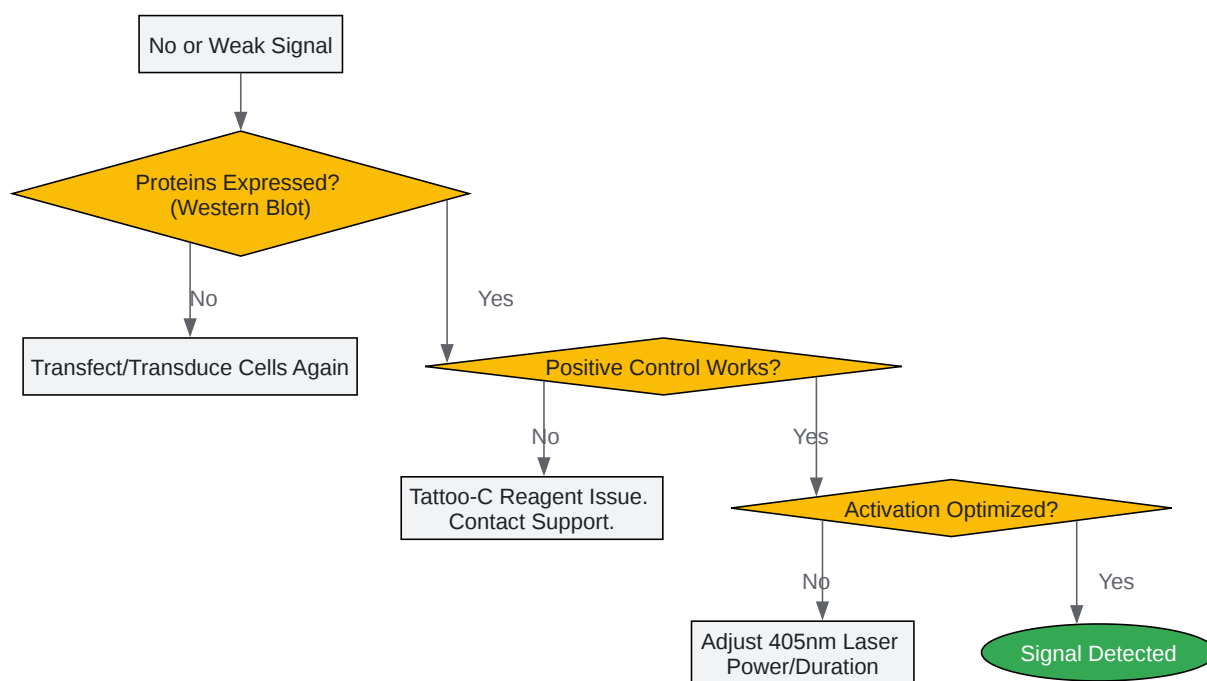 No or Weak Signal
Proteins Expressed?
(Western Blot)
No
Yes
Transfect/Transduce Cells Again
Positive Control Works?
No
Yes
Tattoo-C Reagent Issue.
Contact Support.
Activation Optimized?
No
Yes
Adjust 405nm Laser
Power/Duration
Signal Detected